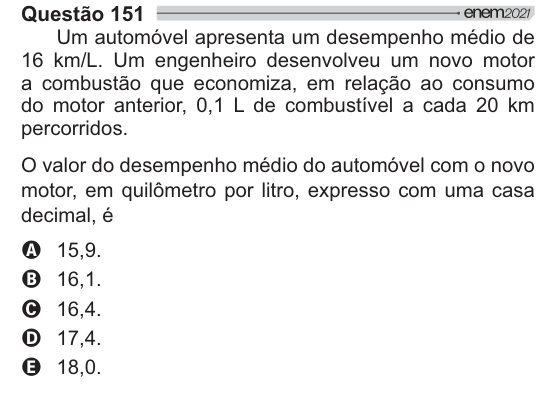 Questão 151 enem2021
Um automóvel apresenta um desempenho médio de
16 km/L. Um engenheiro desenvolveu um novo motor
a combustão que economiza, em relação ao consumo
do motor anterior, 0,1 L de combustível a cada 20 km
percorridos.
O valor do desempenho médio do automóvel com o novo
motor, em quilômetro por litro, expresso com uma casa
decimal, é
A 15,9.
B 16,1.
C 16,4.
D 17,4.
E 18,0.